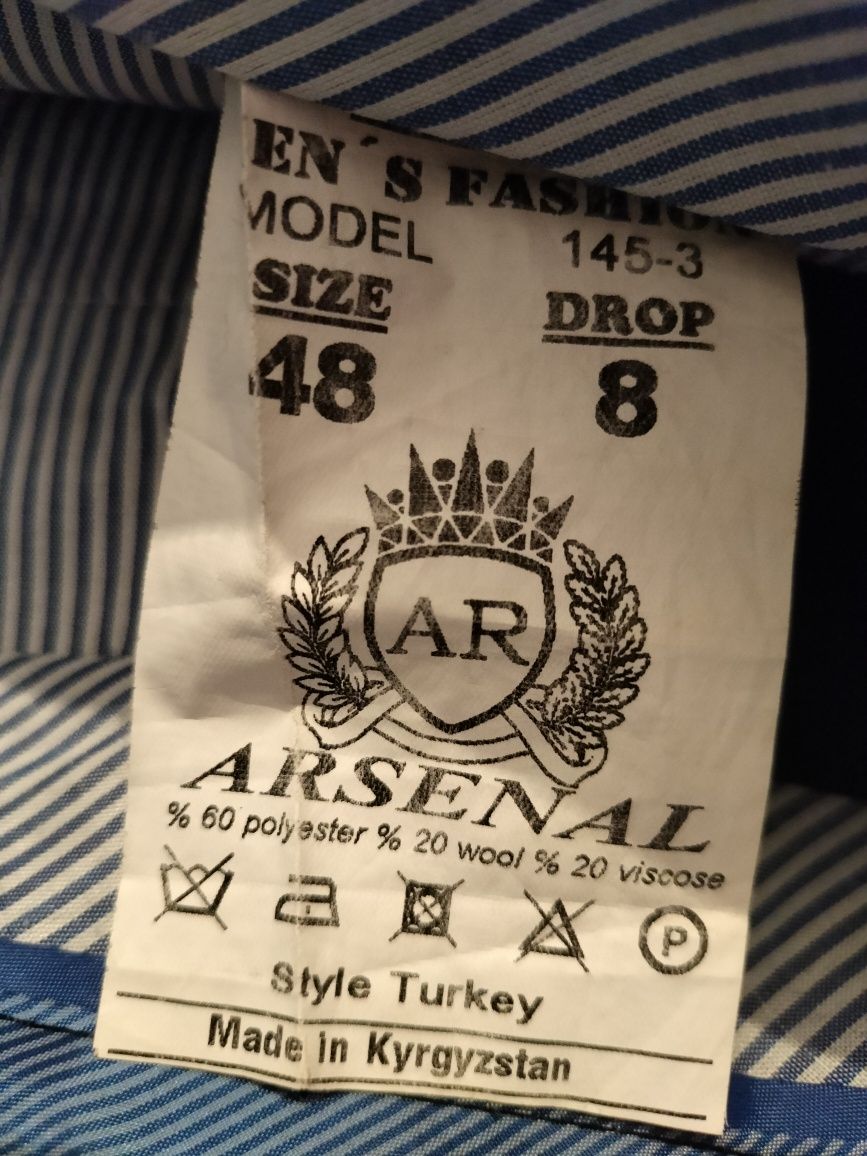 EN´S FASHION
MODEL 145-3
SIZE DROP
48 8
AR
ARSENAL
% 60 polyester % 20 wool % 20 viscose
P
Style Turkey
Made in Kyrgyzstan